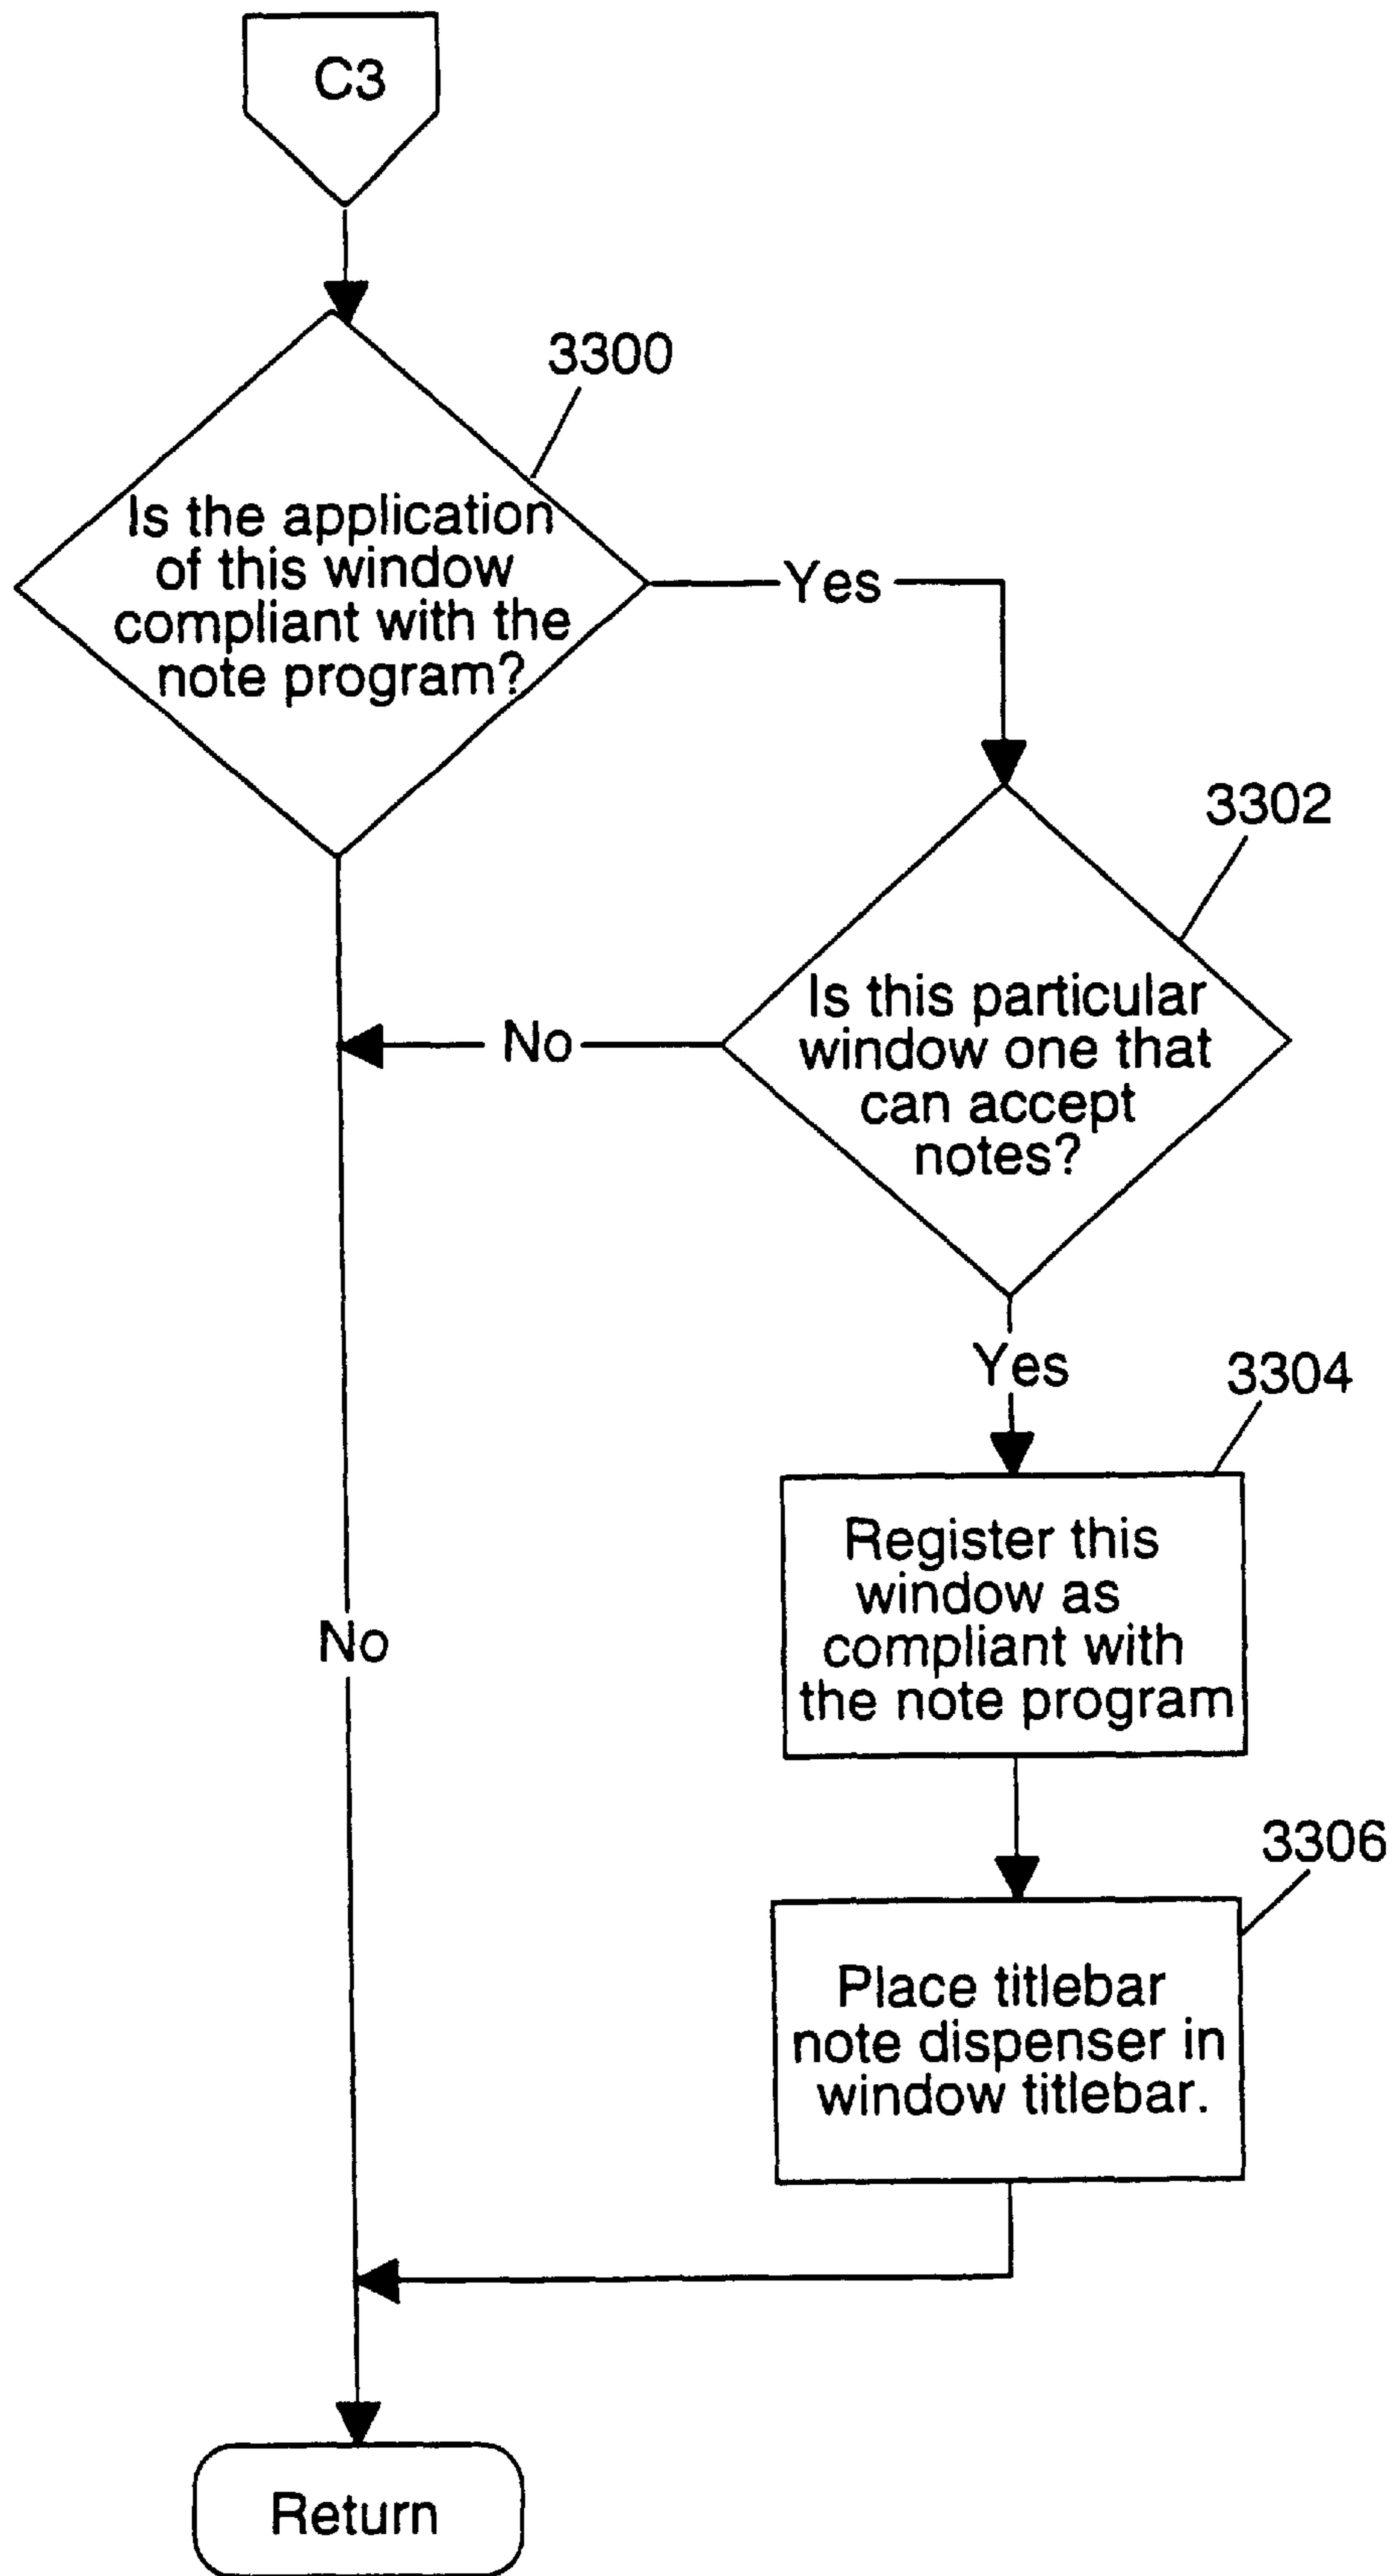 C3
3300
Is the application
of this window
compliant with the
note program?
Yes
3302
Is this particular
window one that
can accept
notes?
No
Yes
3304
Register this
window as
compliant with
the note program
No
3306
Place titlebar
note dispenser in
window titlebar.
Return